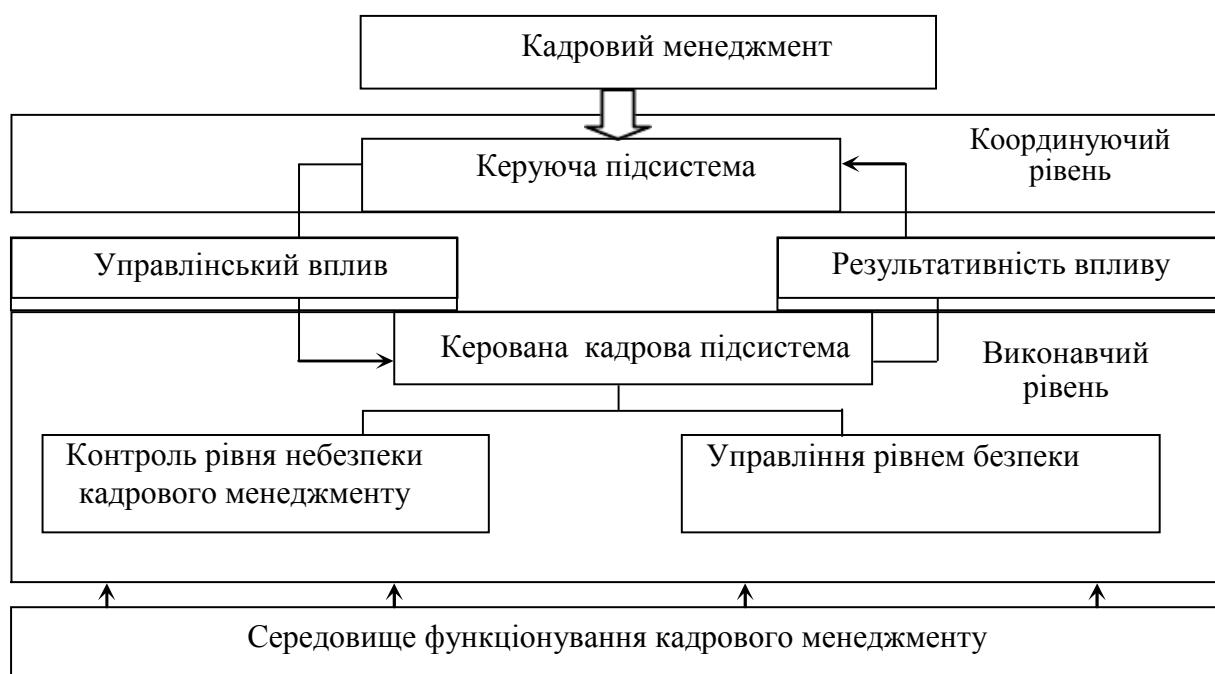 Кадровий менеджмент
Координуючий
рівень
Керуюча підсистема
Управлінський вплив
Результативність впливу
Керована кадрова підсистема
Виконавчий
рівень
Контроль рівня небезпеки
кадрового менеджменту
Управління рівнем безпеки
Середовище функціонування кадрового менеджменту